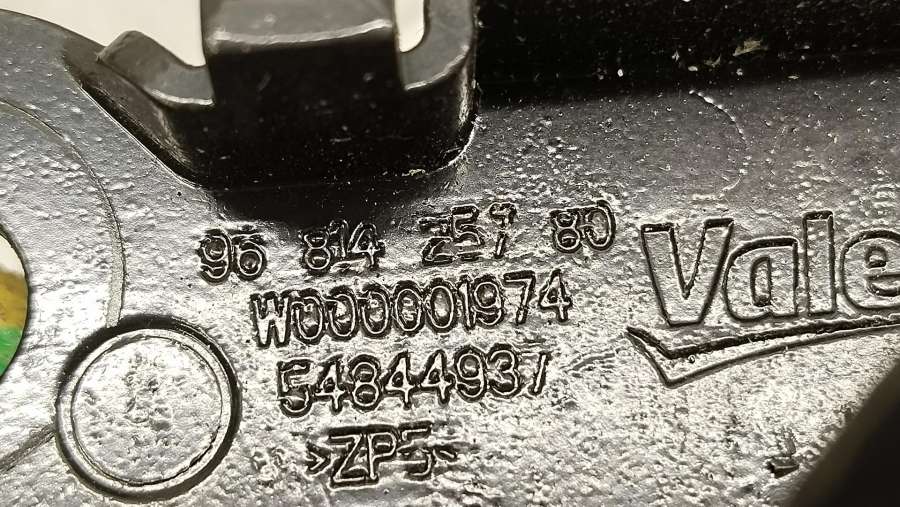 96 814 257 80
W000001974
54844937
>ZP5<
Vale